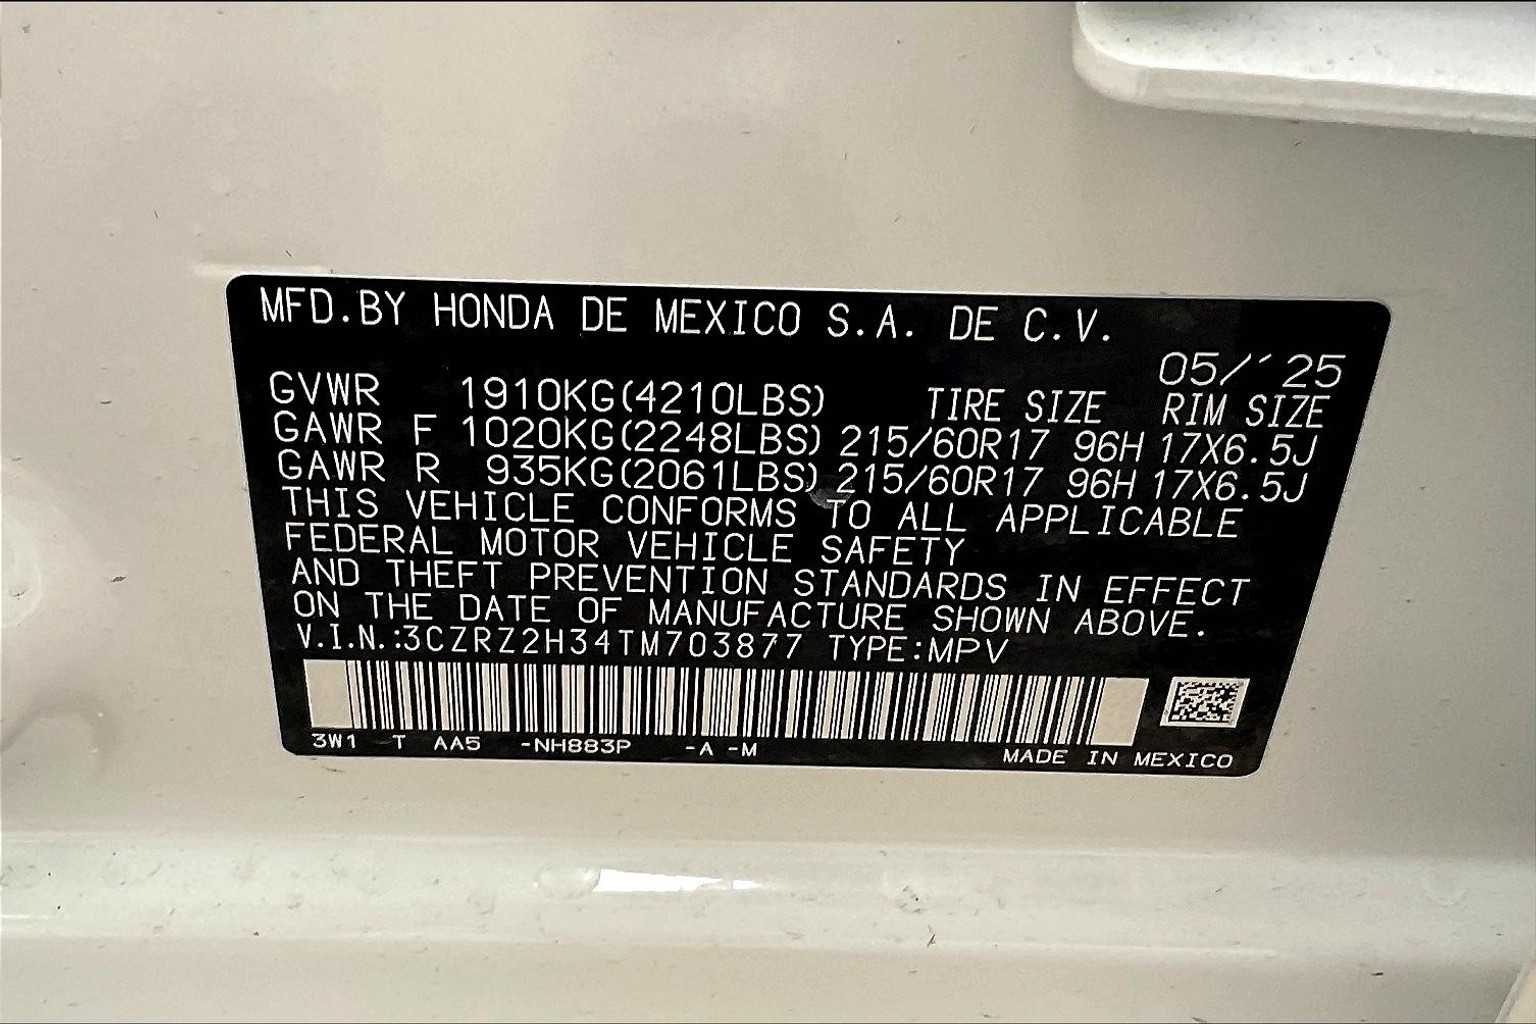 MFD.BY HONDA DE MEXICO S.A. DE C.V.
05/´25
GVWR 1910KG(4210LBS) TIRE SIZE RIM SIZE
GAWR F 1020KG(2248LBS) 215/60R17 96H 17X6.5J
GAWR R 935KG(2061LBS) 215/60R17 96H 17X6.5J
THIS VEHICLE CONFORMS TO ALL APPLICABLE
FEDERAL MOTOR VEHICLE SAFETY
AND THEFT PREVENTION STANDARDS IN EFFECT
ON THE DATE OF MANUFACTURE SHOWN ABOVE.
V.I.N.:3CZRZ2H34TM703877 TYPE:MPV
3W1 T AA5 -NH883P -A -M MADE IN MEXICO